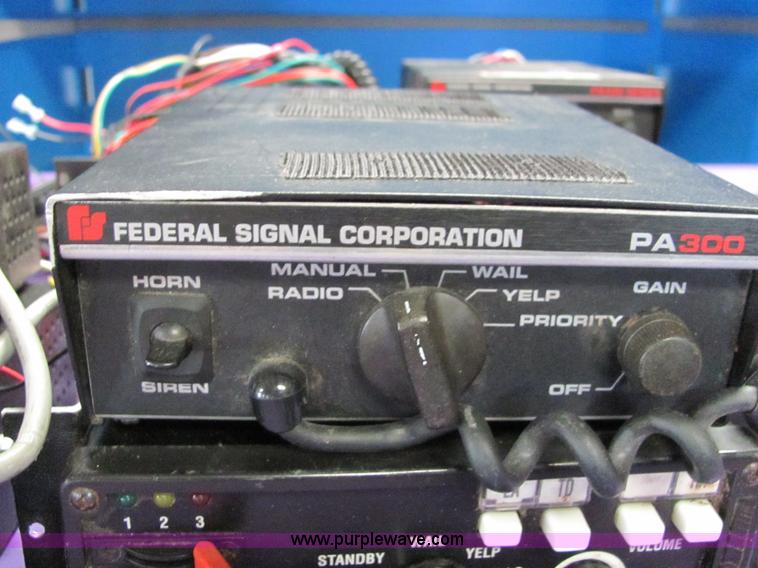 FEDERAL SIGNAL CORPORATION PA300
HORN
MANUAL
WAIL
GAIN
RADIO
YELP
PRIORITY
SIREN
OFF
TD
1 2 3
www.purplewave.com
STANDBY
YELP
VOLUME